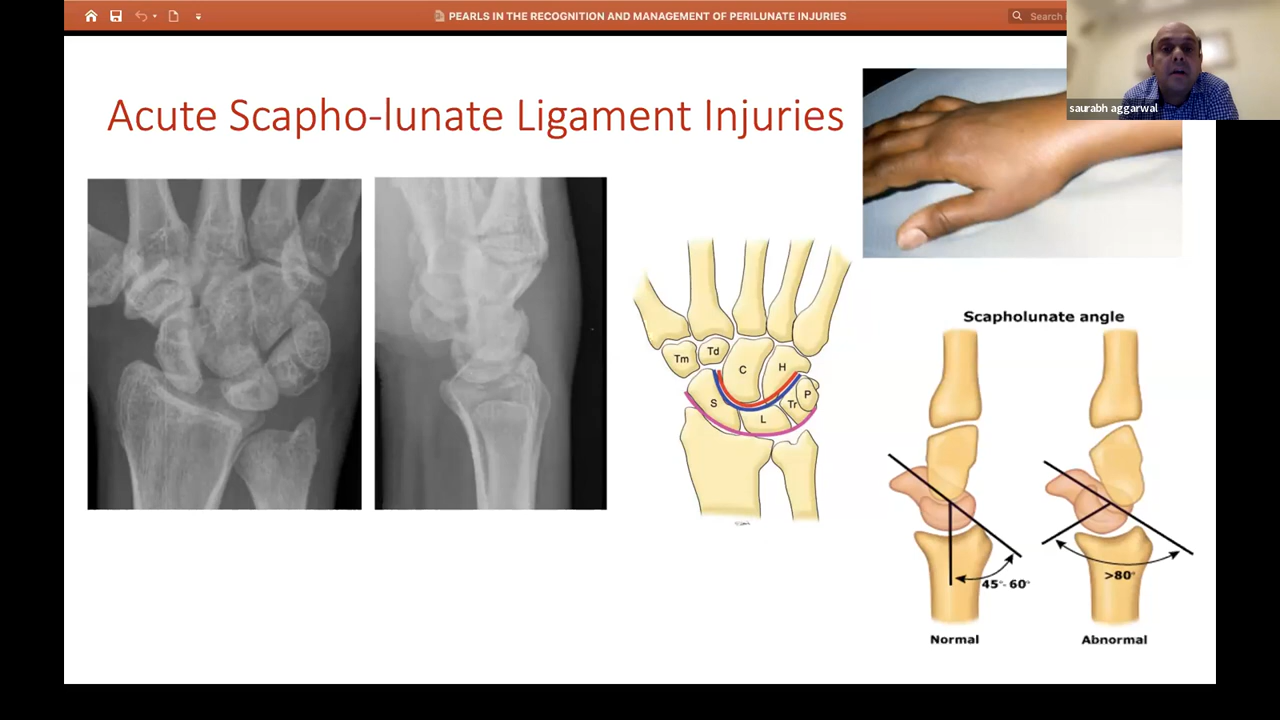 PEARLS IN THE RECOGNITION AND MANAGEMENT OF PERILUNATE INJURIES
Search
saurabh aggarwal
Acute Scapho-lunate Ligament Injuries
Tm
Td
C
H
S
L
Tr
P
Scapholunate angle
45°- 60°
>80°
Normal
Abnormal